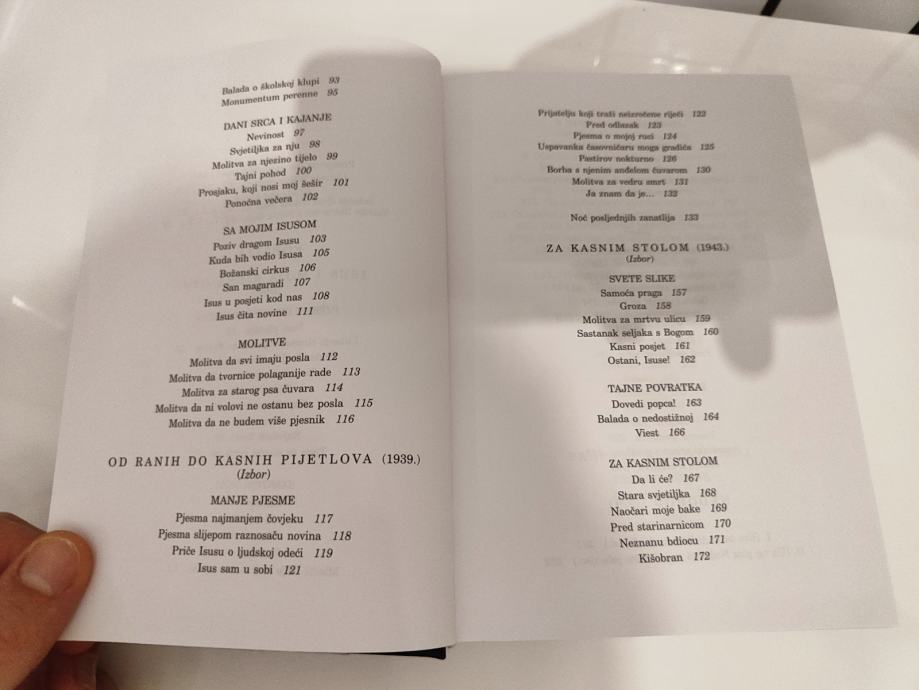 Balada o školskoj klupi 93
Monumentum perenne 95
DANI SRCA I KAJANJE
Nevinost 97
Svjetiljka za nju 98
Molitva za njezino tijelo 99
Tajni pohod 100
Prosjaku, koji nosi moj šešir 101
Ponoćna večera 102
SA MOJIM ISUSOM
Poziv dragom Isusu 103
Kuda bih vodio Isusa 105
Božanski cirkus 106
San magaradi 107
Isus u posjeti kod nas 108
Isus čita novine 111
MOLITVE
Molitva da svi imaju posla 112
Molitva da tvornice polaganije rade 113
Molitva za starog psa čuvara 114
Molitva da ni volovi ne ostanu bez posla 115
Molitva da ne budem više pjesnik 116
OD RANIH DO KASNIH PIJETLOVA (1939.)
(Izbor)
MANJE PJESME
Pjesma najmanjem čovjeku 117
Pjesma slijepom raznosaču novina 118
Priče Isusu o ljudskoj odeći 119
Isus sam u sobi 121
Prijatelju koji traži neizrečene riječi 122
Pred odlazak 123
Pjesma o mojoj ruci 124
Uspavanka časovničaru moga gradića 125
Pastirov nokturno 126
Borba s njenim anđelom čuvarom 130
Molitva za vedru smrt 131
Ja znam da je... 132
Noć posljednjih zanatlija 133
ZA KASNIM STOLOM (1943.)
(Izbor)
SVETE SLIKE
Samoća praga 157
Groza 158
Molitva za mrtvu ulicu 159
Sastanak seljaka s Bogom 160
Kasni posjet 161
Ostani, Isuse! 162
TAJNE POVRATKA
Dovedi popca! 163
Balada o nedostižnoj 164
Viest 166
ZA KASNIM STOLOM
Da li će? 167
Stara svjetiljka 168
Naočari moje bake 169
Pred starinarnicom 170
Neznanu bdiocu 171
Kišobran 172